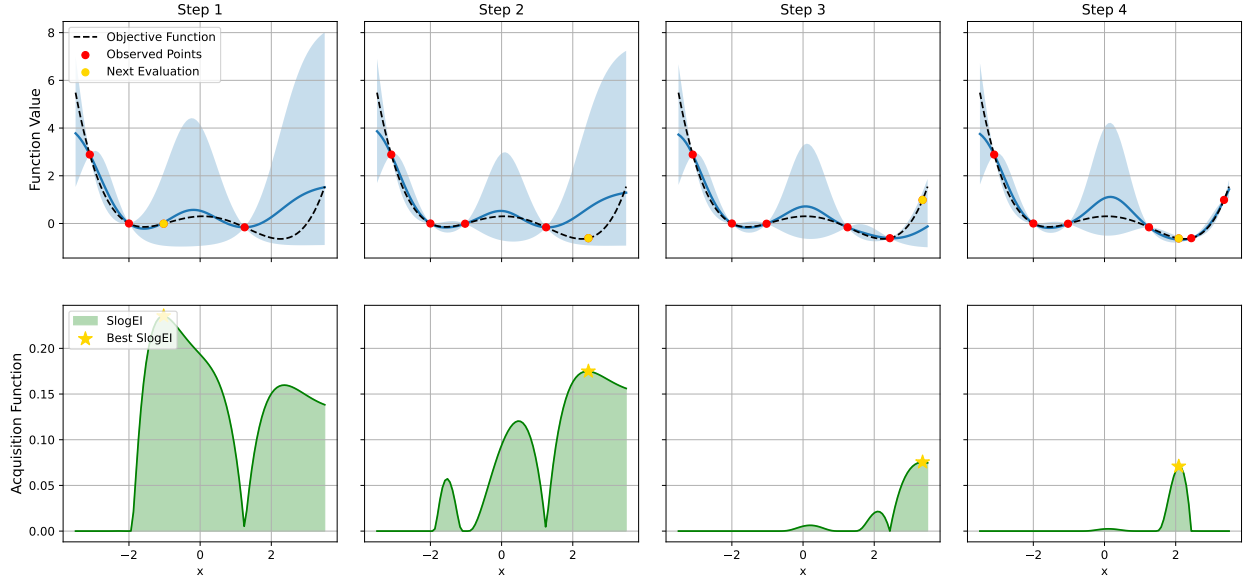 Step 1
Step 2
Step 3
Step 4
Function Value
8
6
4
2
0
Objective Function
Observed Points
Next Evaluation
Acquisition Function
0.20
0.15
0.10
0.05
0.00
SlogEI
Best SlogEI
−2 0 2
−2 0 2
−2 0 2
−2 0 2
x
x
x
x